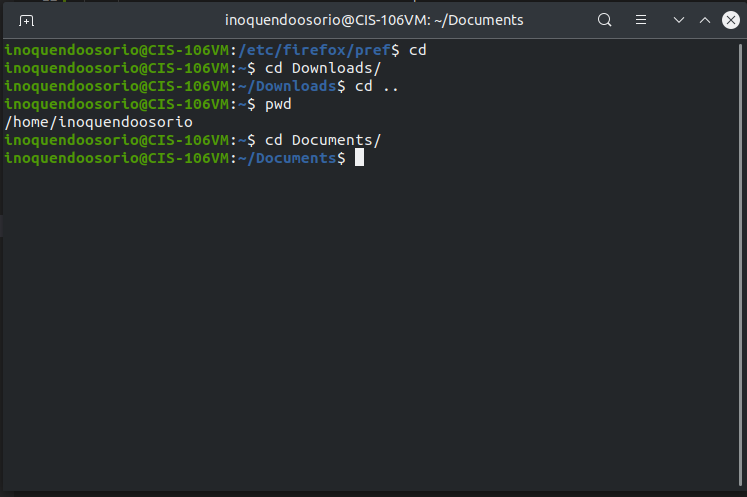 inoquendoosorio@CIS-106VM: ~/Documents
inoquendoosorio@CIS-106VM:/etc/firefox/pref$ cd
inoquendoosorio@CIS-106VM:~$ cd Downloads/
inoquendoosorio@CIS-106VM:~/Downloads$ cd ..
inoquendoosorio@CIS-106VM:~$ pwd
/home/inoquendoosorio
inoquendoosorio@CIS-106VM:~$ cd Documents/
inoquendoosorio@CIS-106VM:~/Documents$